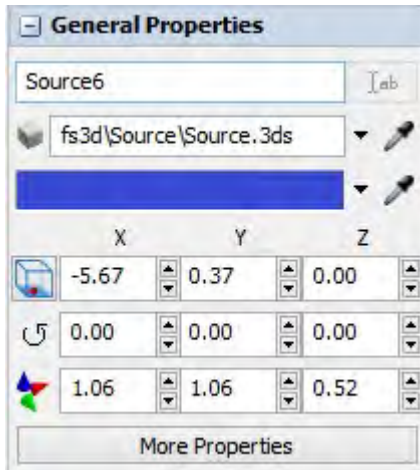 General Properties
Source6 ab
fs3d\Source\Source.3ds
X Y Z
-5.67 0.37 0.00
0.00 0.00 0.00
1.06 1.06 0.52
More Properties